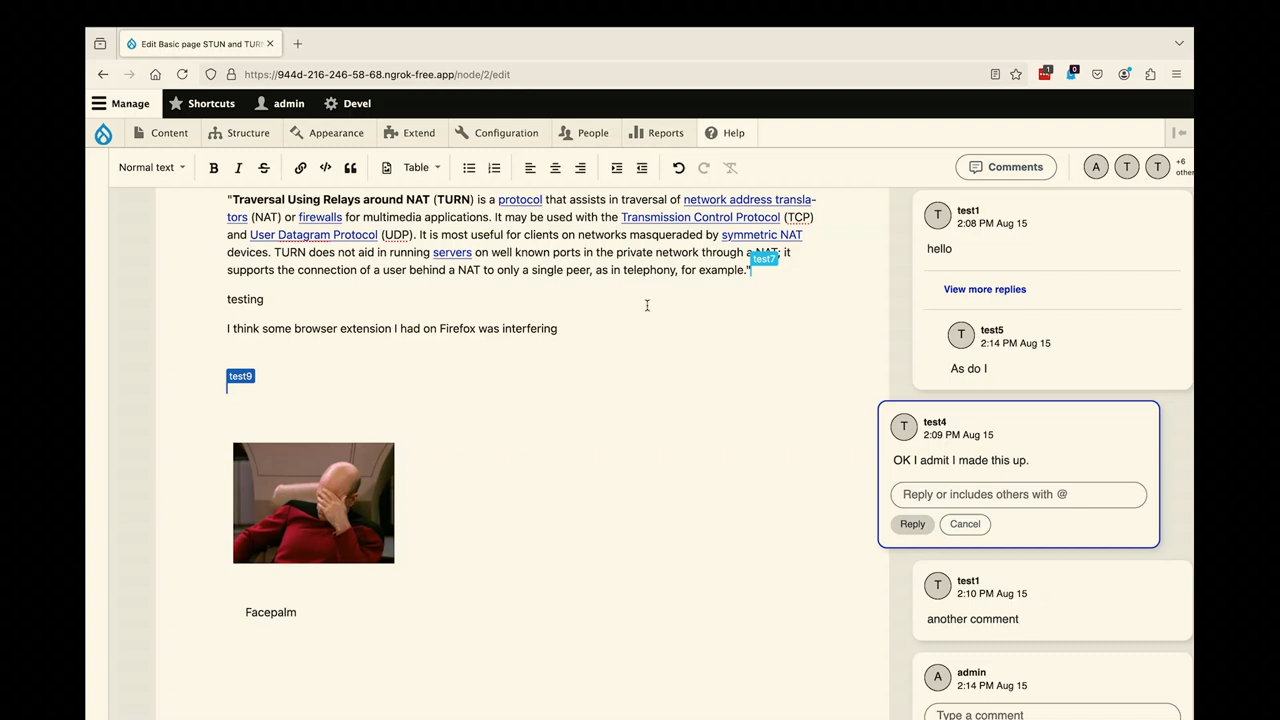 Edit Basic page STUN and TUR
https://944d-216-246-58-68.ngrok-free.app/node/2/edit
1
0
Manage
Shortcuts
admin
Devel
Content
Structure
Appearance
Extend
Configuration
People
Reports
Help
Normal text
B
I
S
Table
Comments
A
T
T
+6
other
"Traversal Using Relays around NAT (TURN) is a protocol that assists in traversal of network address transla-
tors (NAT) or firewalls for multimedia applications. It may be used with the Transmission Control Protocol (TCP)
and User Datagram Protocol (UDP). It is most useful for clients on networks masqueraded by symmetric NAT
devices. TURN does not aid in running servers on well known ports in the private network through a NAT; it
test7
supports the connection of a user behind a NAT to only a single peer, as in telephony, for example."
testing
I think some browser extension I had on Firefox was interfering
test9
Facepalm
T
test1
2:08 PM Aug 15
hello
View more replies
T
test5
2:14 PM Aug 15
As do I
T
test4
2:09 PM Aug 15
OK I admit I made this up.
Reply or includes others with @
Reply
Cancel
T
test1
2:10 PM Aug 15
another comment
A
admin
2:14 PM Aug 15
Type a comment